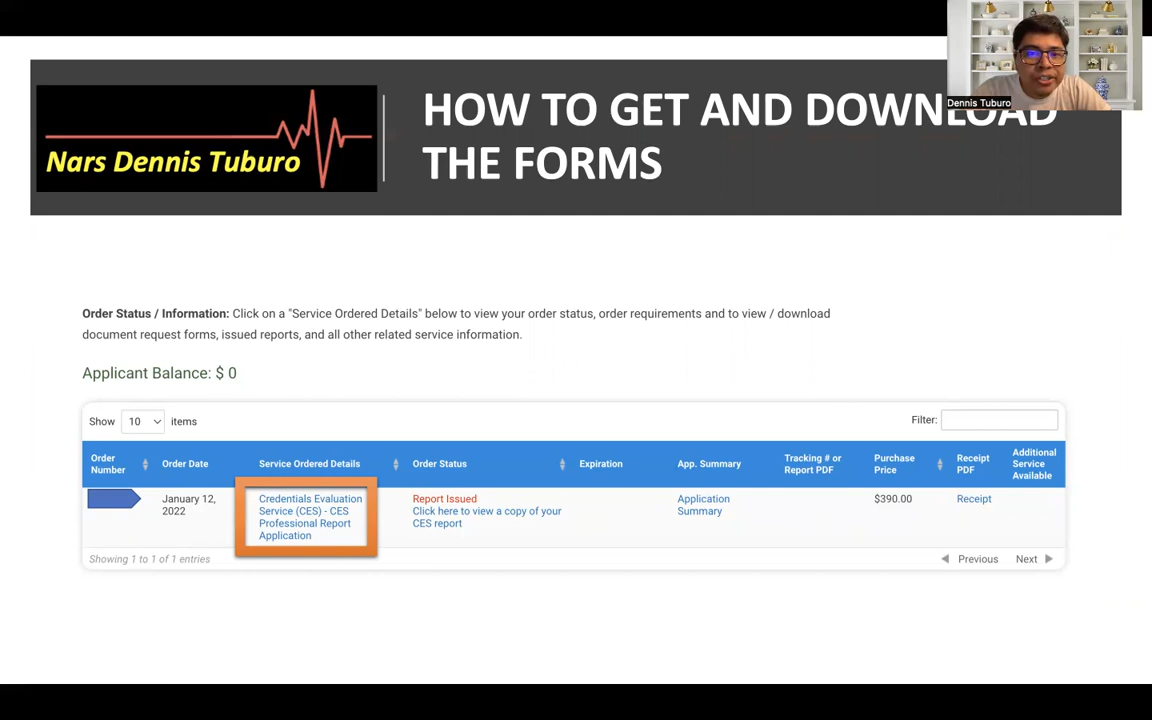 Dennis Tuburo
Nars Dennis Tuburo
HOW TO GET AND DOWNLOAD
THE FORMS
Order Status / Information: Click on a "Service Ordered Details" below to view your order status, order requirements and to view / download
document request forms, issued reports, and all other related service information.
Applicant Balance: $ 0
Show 10 items
Filter:
Order Number
Order Date
Service Ordered Details
Order Status
Expiration
App. Summary
Tracking # or
Report PDF
Purchase
Price
Receipt
PDF
Additional
Service
Available
January 12,
2022
Credentials Evaluation
Service (CES) - CES
Professional Report
Application
Report Issued
Click here to view a copy of your
CES report
Application
Summary
$390.00
Receipt
Showing 1 to 1 of 1 entries
Previous
Next